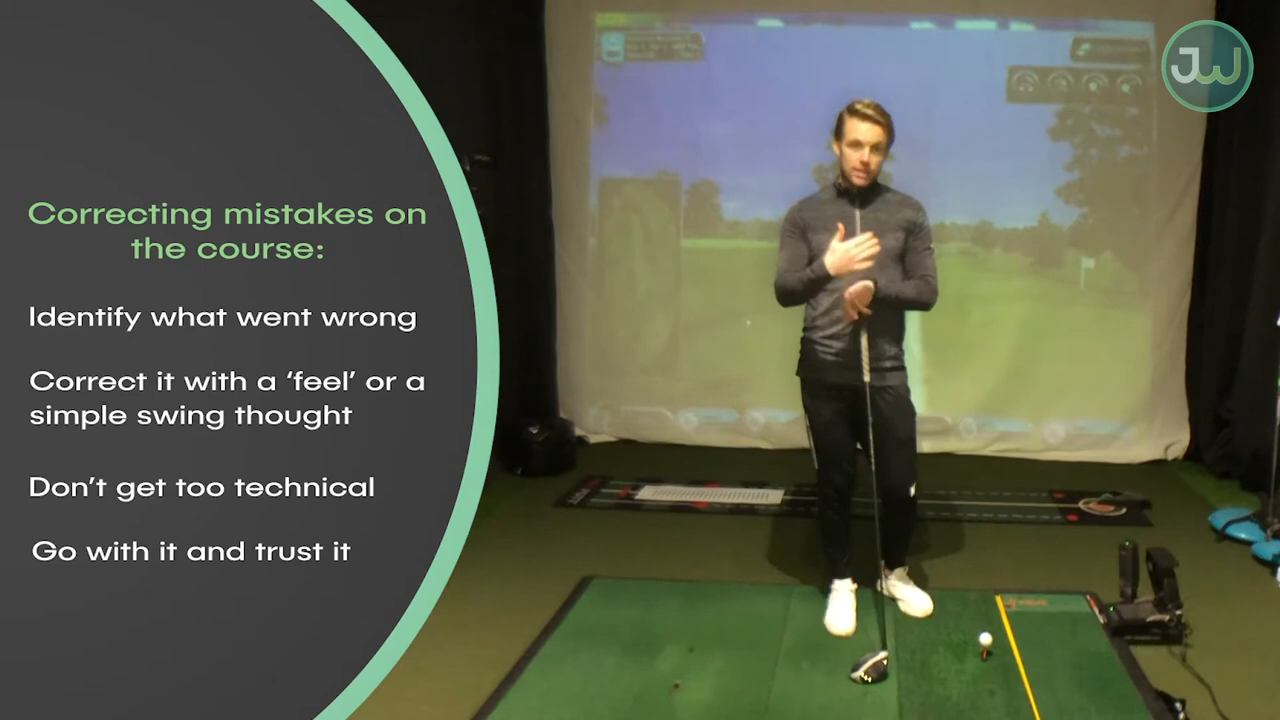 Correcting mistakes on
the course:
Identify what went wrong
Correct it with a ‘feel’ or a
simple swing thought
Don’t get too technical
Go with it and trust it
JW